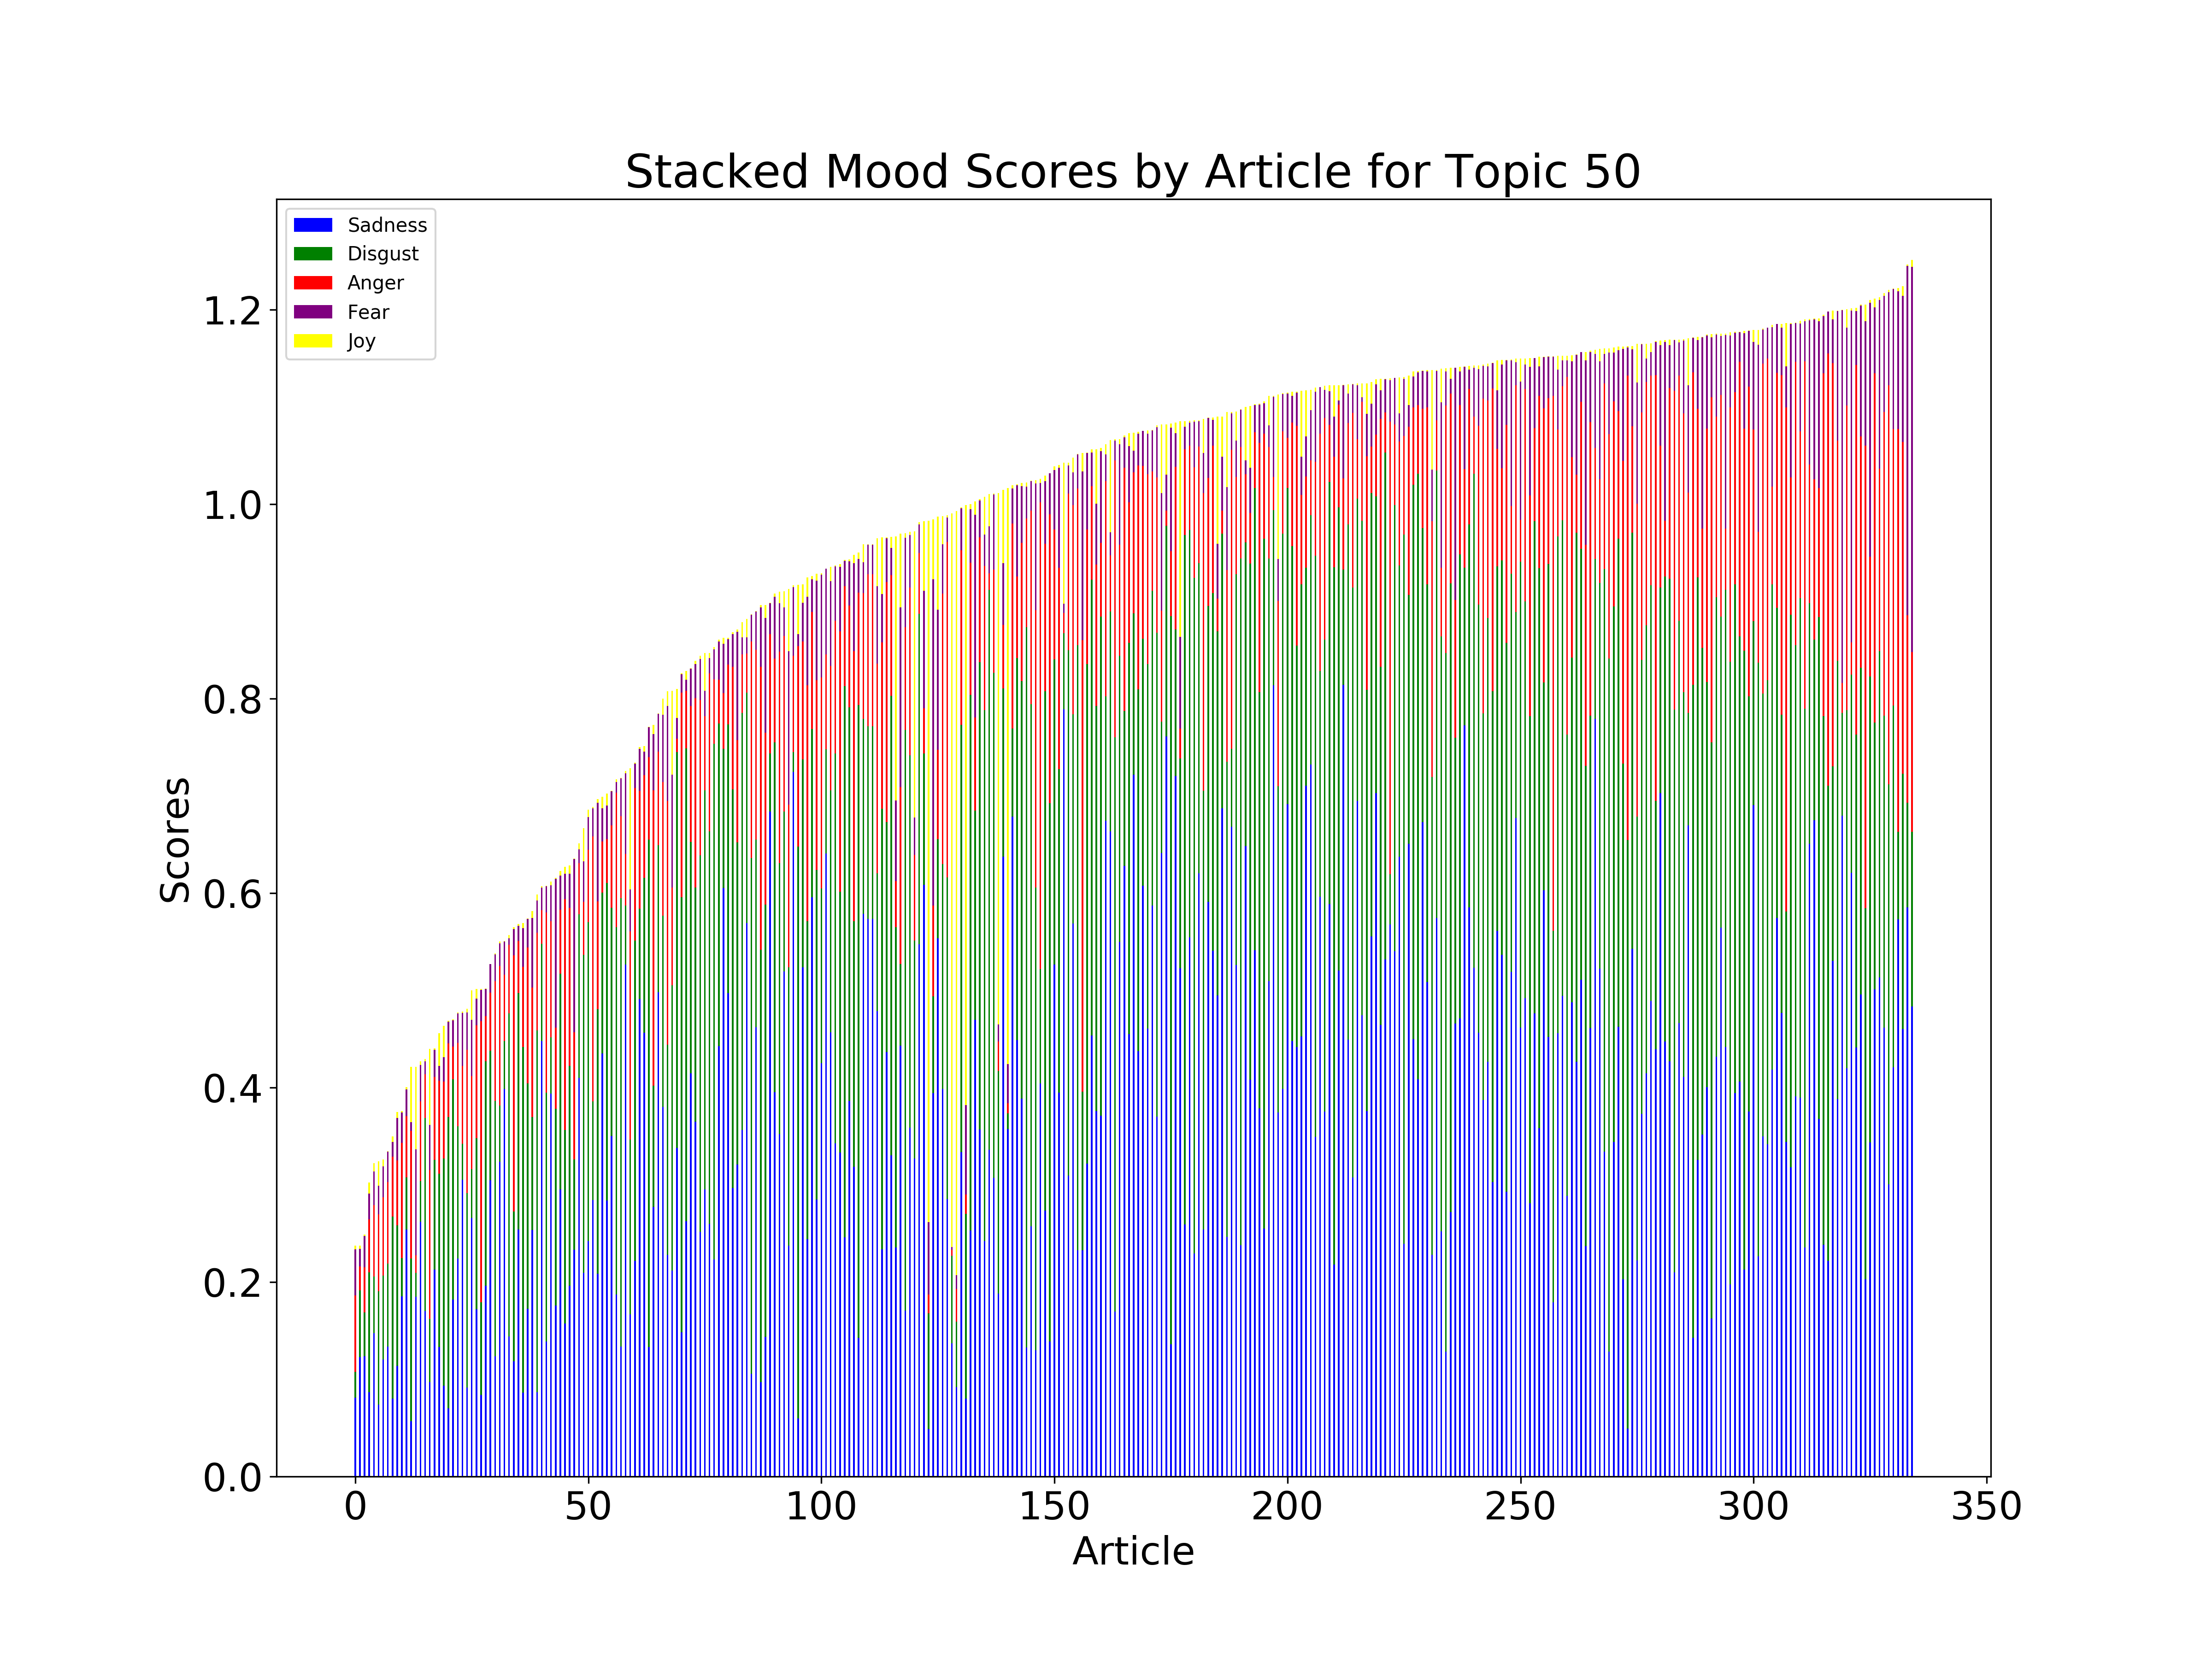 Stacked Mood Scores by Article for Topic 50
Sadness
Disgust
Anger
Fear
Joy
Scores
1.2
1.0
0.8
0.6
0.4
0.2
0.0
0 50 100 150 200 250 300 350
Article